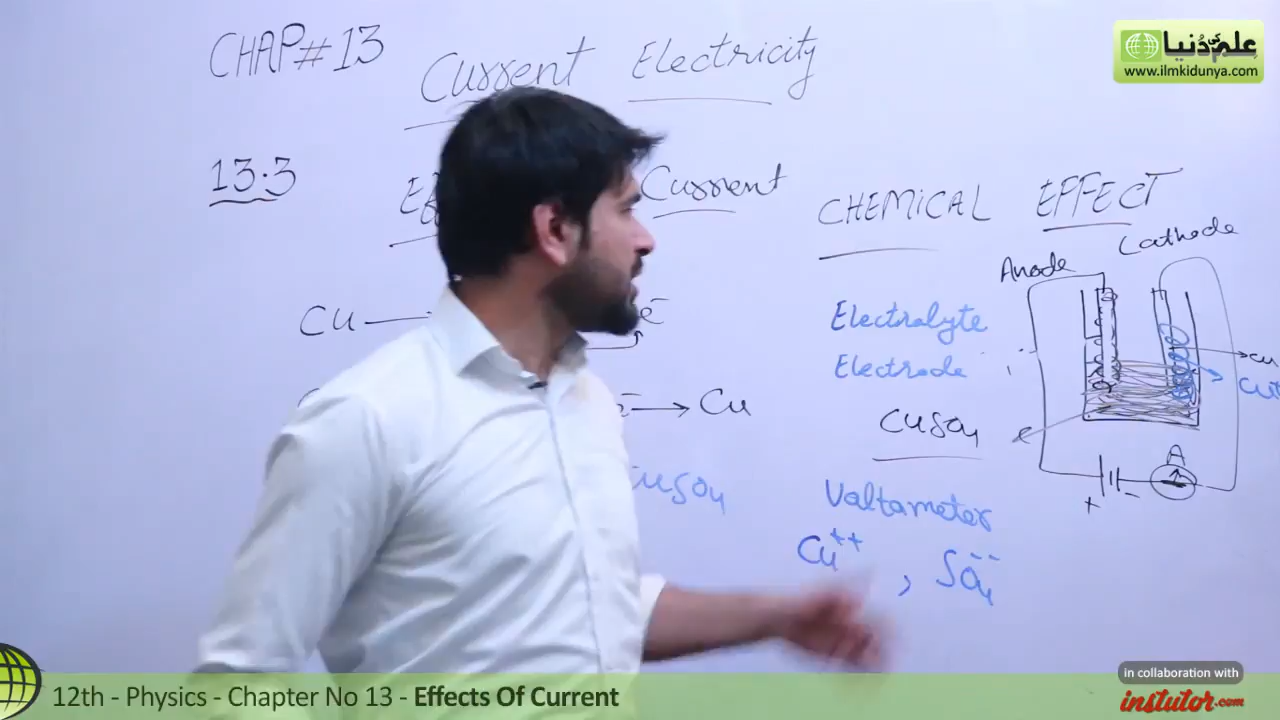 CHAP#13
Current Electricity
13.3
Current
CHEMICAL EFFECT
Anode
Cathode
Cu
ē
Electrolyte
Electrode
CuSO4
ē → Cu
Cu
A
+ -
Voltameter
CuSO4
Cu++ , SO4--
علم کی دنیا
www.ilmkidunya.com
12th - Physics - Chapter No 13 - Effects Of Current
in collaboration with
instutor.com